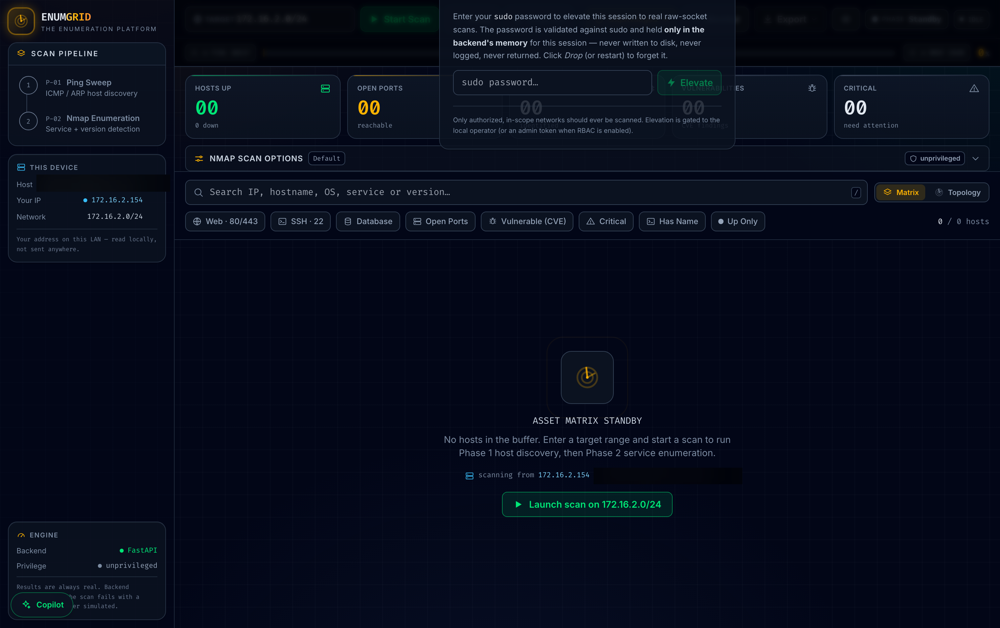 ENUMGRID
THE ENUMERATION PLATFORM
SCAN PIPELINE
1
P-01 Ping Sweep
ICMP / ARP host discovery
2
P-02 Nmap Enumeration
Service + version detection
THIS DEVICE
Host
Your IP 172.16.2.154
Network 172.16.2.0/24
Your address on this LAN — read locally,
not sent anywhere.
ENGINE
Backend FastAPI
Privilege unprivileged
Results are always real. Backend
he scan fails with a
er simulated.
Copilot
172.16.2.0/24
Start Scan
Export
Standby
Enter your sudo password to elevate this session to real raw-socket
scans. The password is validated against sudo and held only in the
backend's memory for this session — never written to disk, never
logged, never returned. Click Drop (or restart) to forget it.
sudo password…
Elevate
Only authorized, in-scope networks should ever be scanned. Elevation is gated to the
local operator (or an admin token when RBAC is enabled).
HOSTS UP
00
0 down
OPEN PORTS
00
reachable
00
identified
VULNERABILITIES
00
CVE findings
CRITICAL
00
need attention
NMAP SCAN OPTIONS Default
unprivileged
Search IP, hostname, OS, service or version…
/
Matrix
Topology
Web · 80/443
SSH · 22
Database
Open Ports
Vulnerable (CVE)
Critical
Has Name
Up Only
0 / 0 hosts
ASSET MATRIX STANDBY
No hosts in the buffer. Enter a target range and start a scan to run
Phase 1 host discovery, then Phase 2 service enumeration.
scanning from 172.16.2.154
Launch scan on 172.16.2.0/24